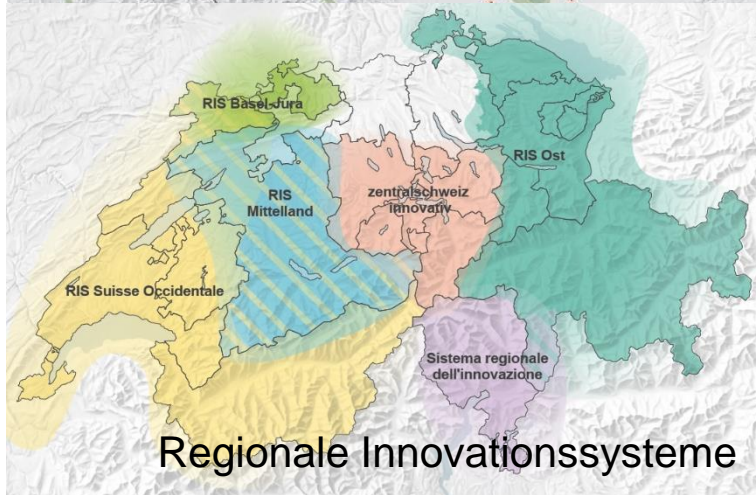 RIS Basel-Jura
RIS Ost
RIS
Mittelland
zentralschweiz
innovativ
RIS Suisse Occidentale
Sistema regionale
dell'innovazione
Regionale Innovationssysteme